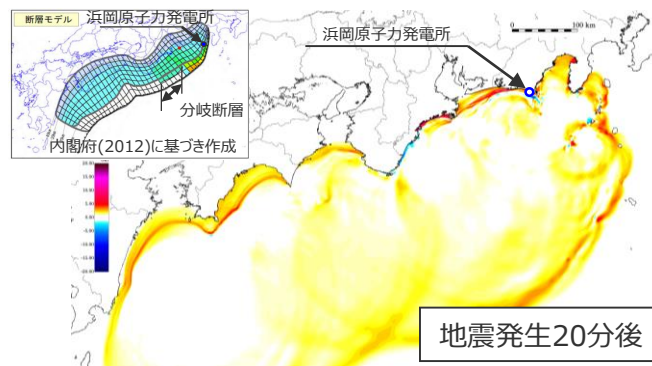 断層モデル
浜岡原子力発電所
分岐断層
内閣府(2012)に基づき作成
浜岡原子力発電所
0
100 km
地震発生20分後